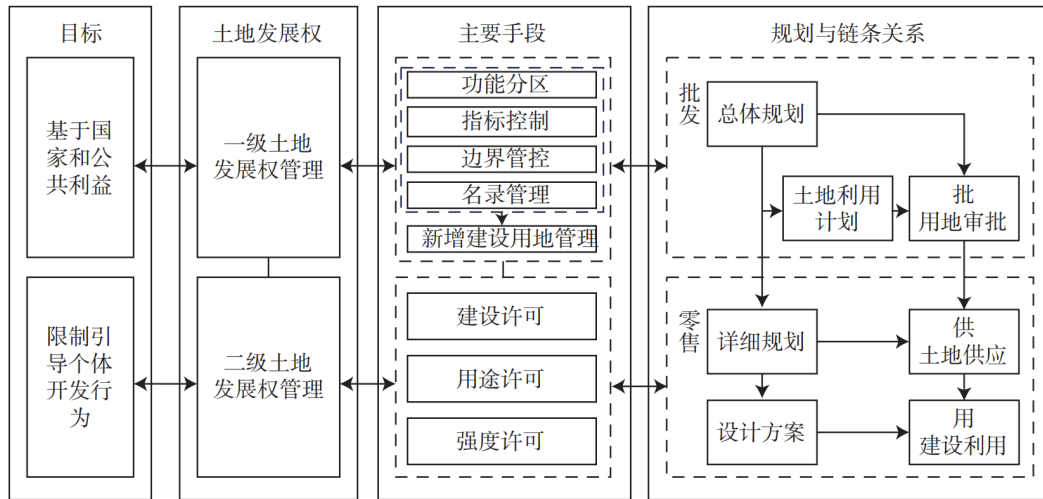 目标
基于国
家和公
共利益
限制引
导个体
开发行
为
土地发展权
一级土地
发展权管理
二级土地
发展权管理
主要手段
功能分区
指标控制
边界管控
名录管理
新增建设用地管理
建设许可
用途许可
强度许可
规划与链条关系
批发
总体规划
土地利用
计划
批
用地审批
零售
详细规划
供
土地供应
设计方案
用
建设利用